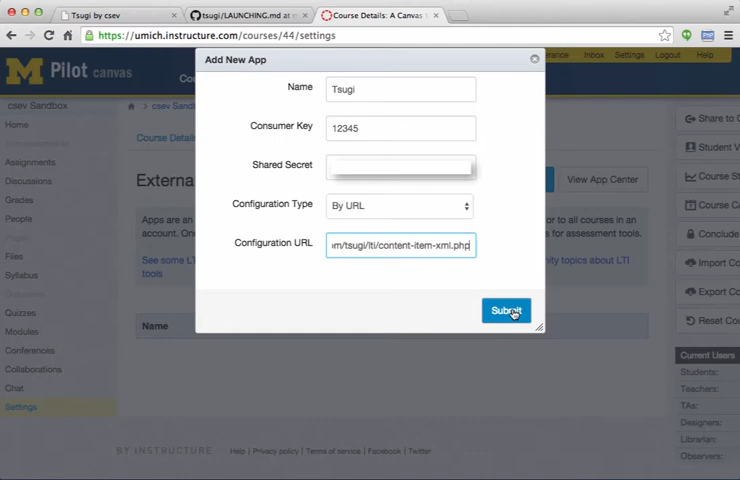 Tsugi by csev
tsugi/LAUNCHING.md at m
Course Details: A Canvas
https://umich.instructure.com/courses/44/settings
Inbox Settings Logout Help
M Pilot canvas
csev Sandbox
Home
Assignments
Discussions
Grades
People
Files
Syllabus
Quizzes
Modules
Conferences
Collaborations
Chat
Settings
csev Sand
Course Details
Extern
View App Center
Apps are an
or to all courses in an
of for assessment tools.
See some LT
nity topics about LTI
tools
Name
Add New App
Name
Tsugi
Consumer Key
12345
Shared Secret
Configuration Type
By URL
Configuration URL
m/tsugi/lti/content-item-xml.php
Submit
Share to C
Student V
Course St
Course Ca
Conclude
Import Co
Export Co
Reset Cou
Current Users
Students:
Teachers:
TAs:
Designers:
Librarian:
Observers:
BY INSTRUCTURE
Help | Privacy policy | Terms of service | Facebook | Twitter